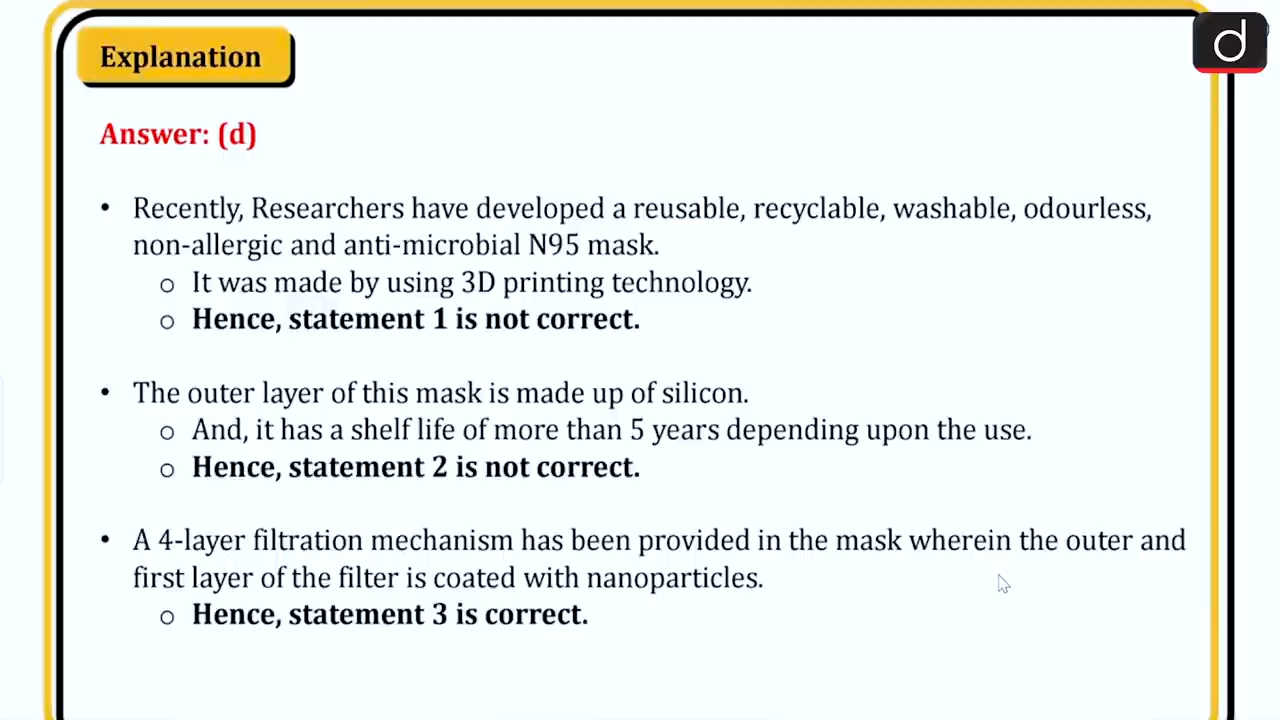 Explanation
d
Answer: (d)
• Recently, Researchers have developed a reusable, recyclable, washable, odourless,
non-allergic and anti-microbial N95 mask.
o It was made by using 3D printing technology.
o Hence, statement 1 is not correct.
• The outer layer of this mask is made up of silicon.
o And, it has a shelf life of more than 5 years depending upon the use.
o Hence, statement 2 is not correct.
• A 4-layer filtration mechanism has been provided in the mask wherein the outer and
first layer of the filter is coated with nanoparticles.
o Hence, statement 3 is correct.